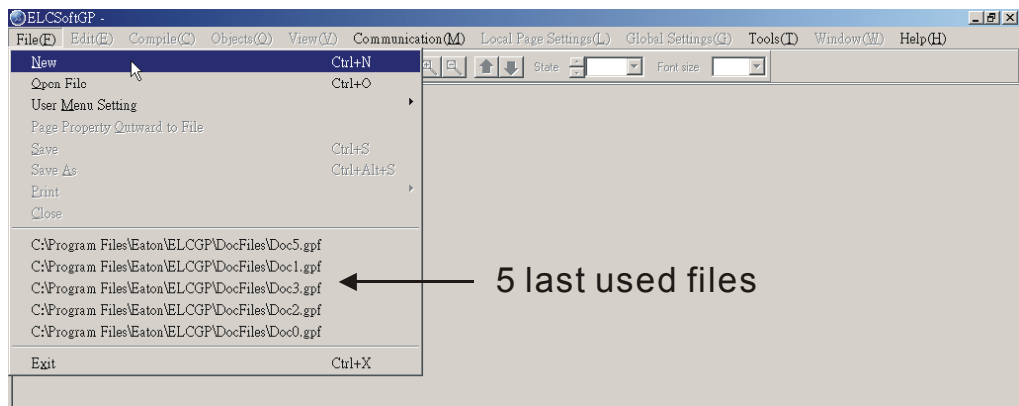 ELCSoftGP -
File(F) Edit(E) Compile(C) Objects(O) View(V) Communication(M) Local Page Settings(L) Global Settings(G) Tools(T) Window(W) Help(H)
State Font size
New Ctrl+N
Open File Ctrl+O
User Menu Setting
Page Property Outward to File
Save Ctrl+S
Save As Ctrl+Alt+S
Print
Close
C:\Program Files\Eaton\ELCGP\DocFiles\Doc5.gpf
C:\Program Files\Eaton\ELCGP\DocFiles\Doc1.gpf
C:\Program Files\Eaton\ELCGP\DocFiles\Doc3.gpf
C:\Program Files\Eaton\ELCGP\DocFiles\Doc2.gpf
C:\Program Files\Eaton\ELCGP\DocFiles\Doc0.gpf
5 last used files
Exit Ctrl+X